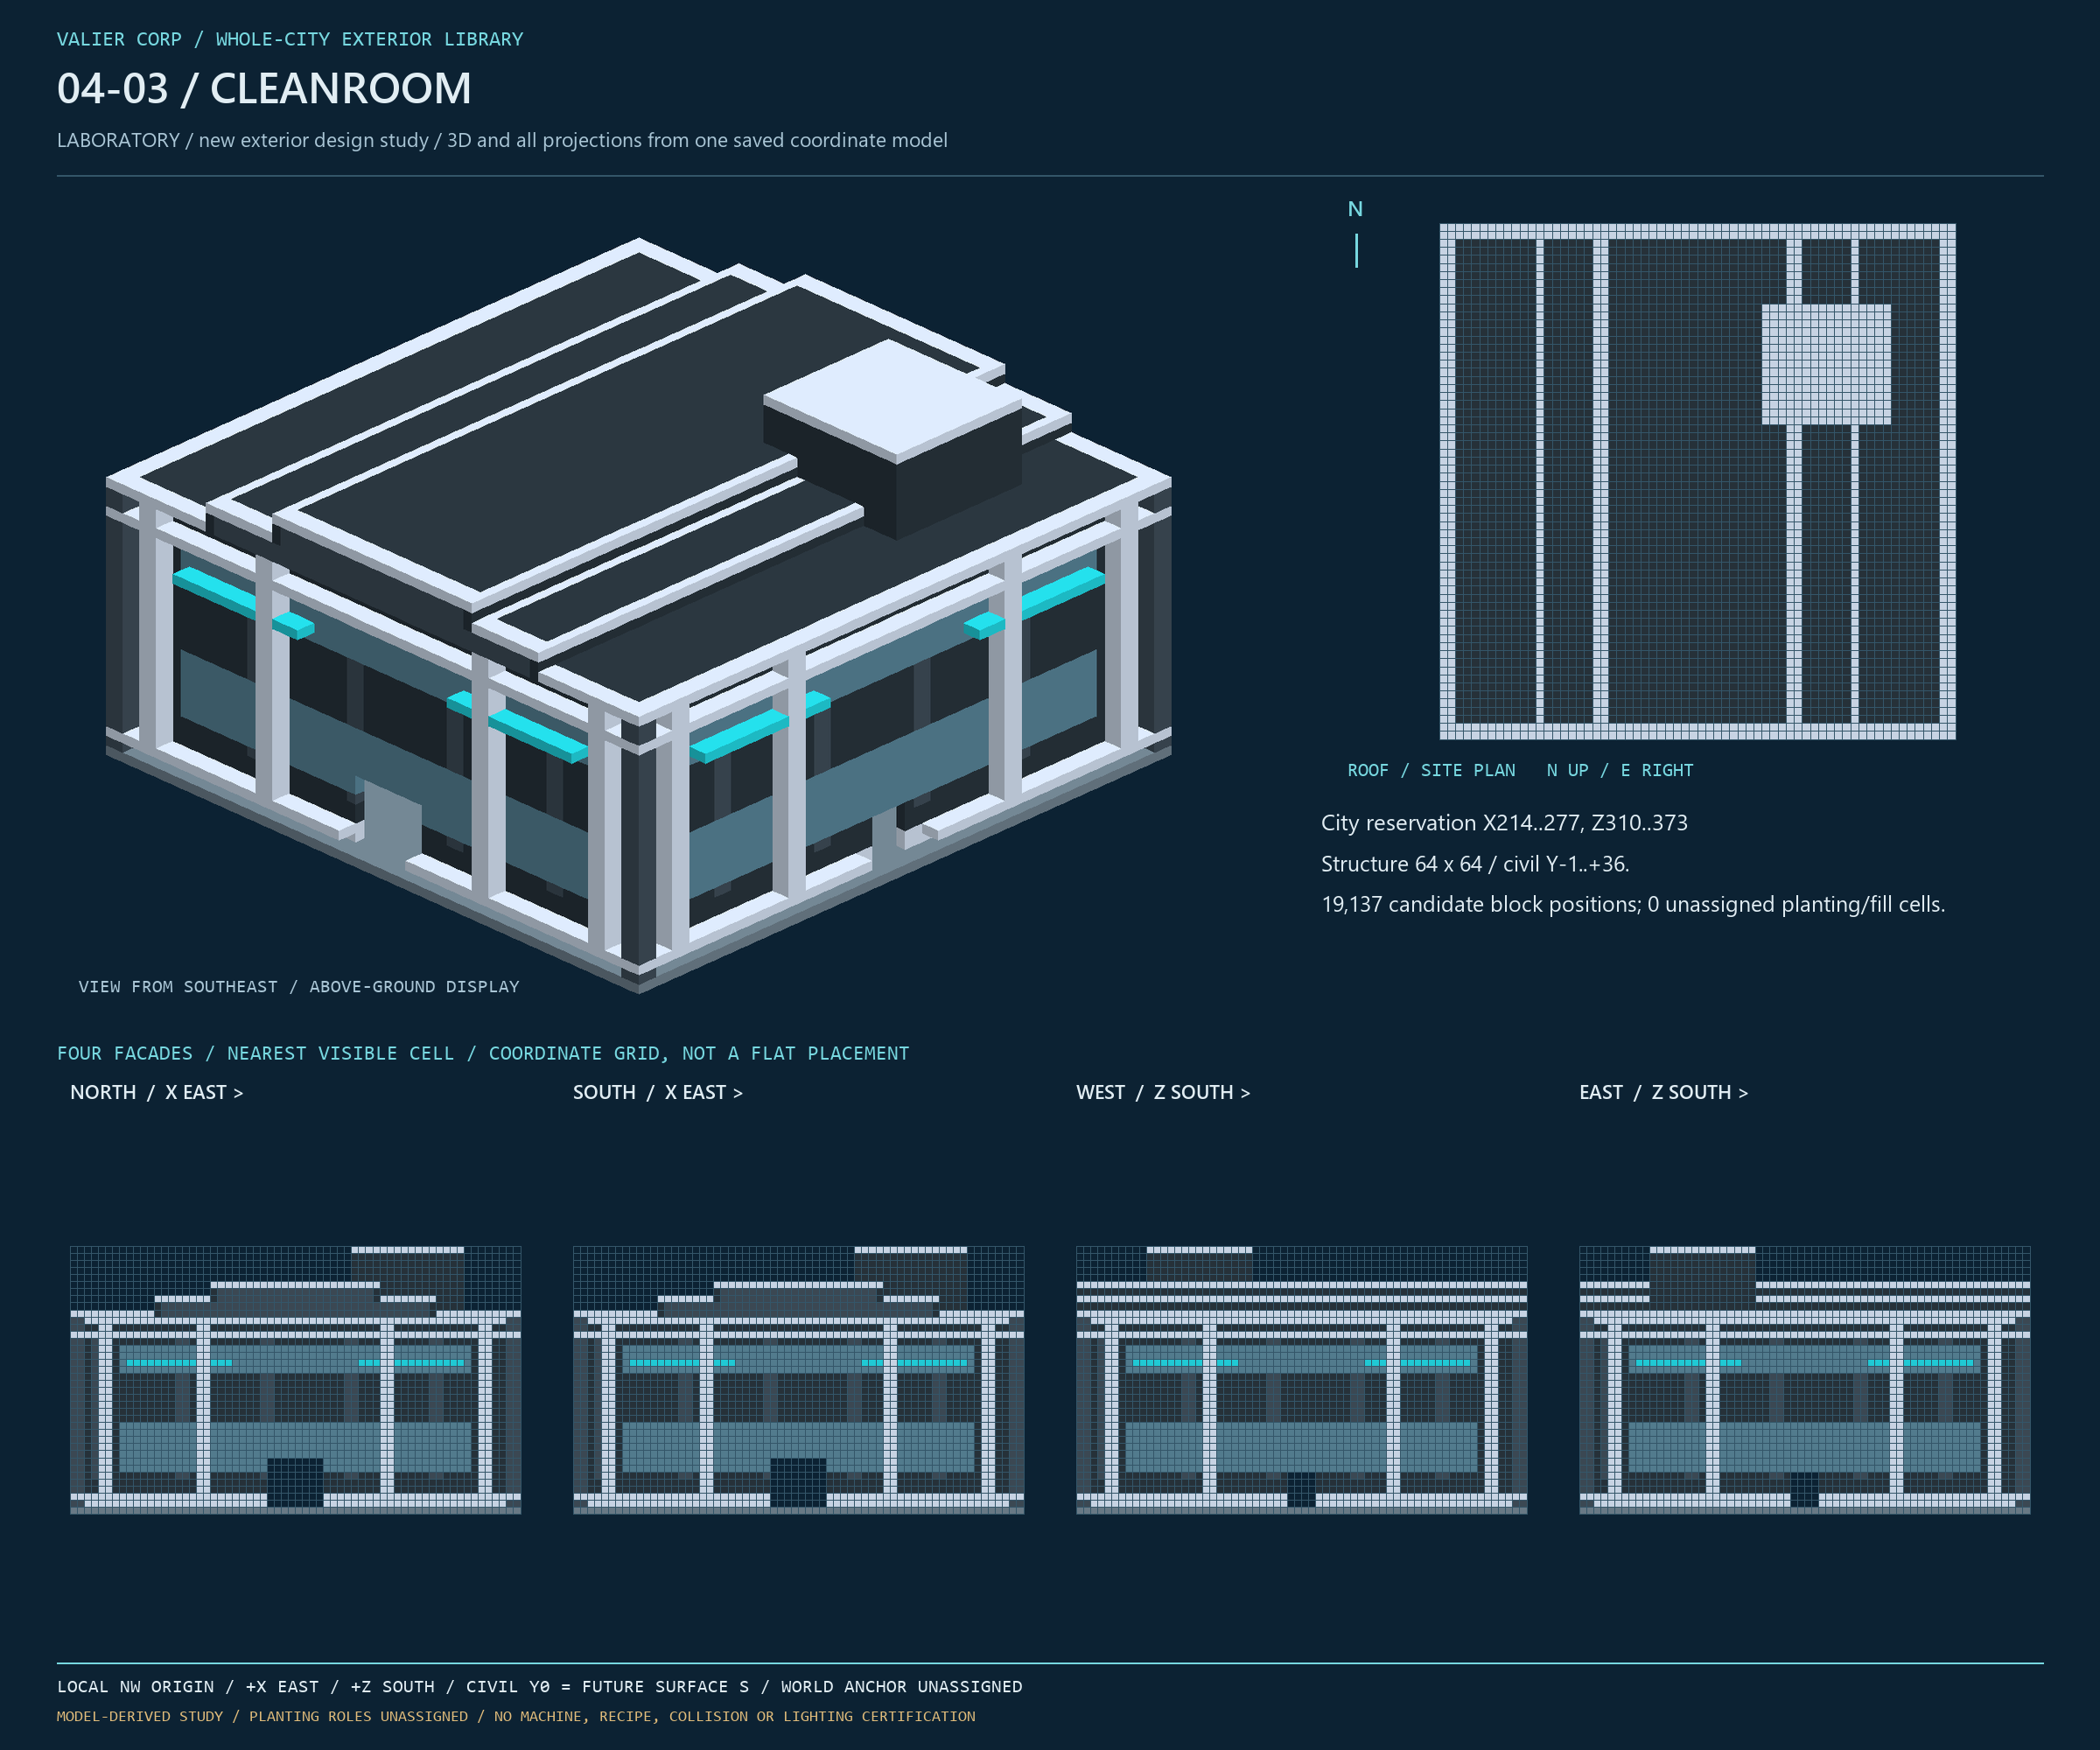 VALIER CORP / WHOLE-CITY EXTERIOR LIBRARY
04-03 / CLEANROOM
LABORATORY / new exterior design study / 3D and all projections from one saved coordinate model
N
ROOF / SITE PLAN   N UP / E RIGHT
City reservation X214..277, Z310..373
Structure 64 x 64 / civil Y-1..+36.
19,137 candidate block positions; 0 unassigned planting/fill cells.
VIEW FROM SOUTHEAST / ABOVE-GROUND DISPLAY
FOUR FACADES / NEAREST VISIBLE CELL / COORDINATE GRID, NOT A FLAT PLACEMENT
NORTH / X EAST >
SOUTH / X EAST >
WEST / Z SOUTH >
EAST / Z SOUTH >
LOCAL NW ORIGIN / +X EAST / +Z SOUTH / CIVIL Y0 = FUTURE SURFACE S / WORLD ANCHOR UNASSIGNED
MODEL-DERIVED STUDY / PLANTING ROLES UNASSIGNED / NO MACHINE, RECIPE, COLLISION OR LIGHTING CERTIFICATION